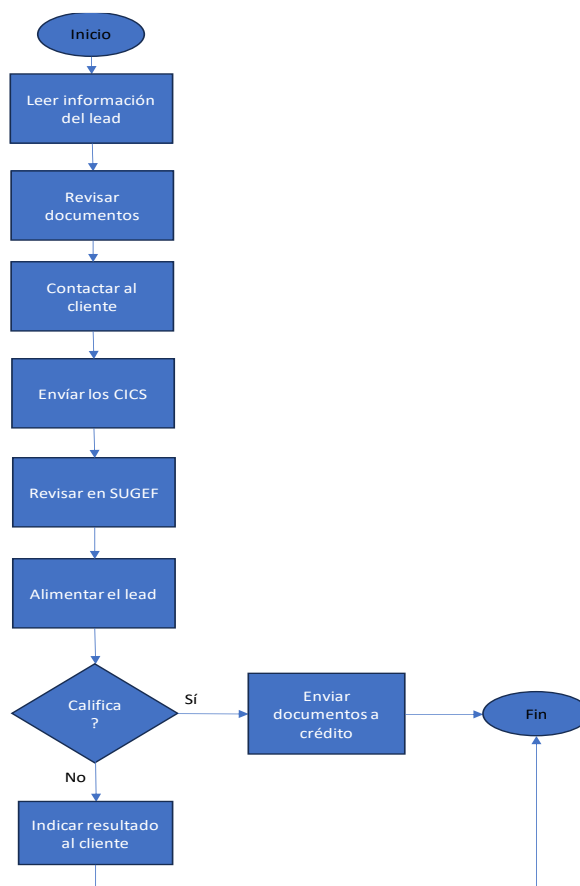 Inicio
Leer información
del lead
Revisar
documentos
Contactar al
cliente
Envíar los CICS
Revisar en SUGEF
Alimentar el lead
Califica
?
Sí
Enviar
documentos a
crédito
Fin
No
Indicar resultado
al cliente